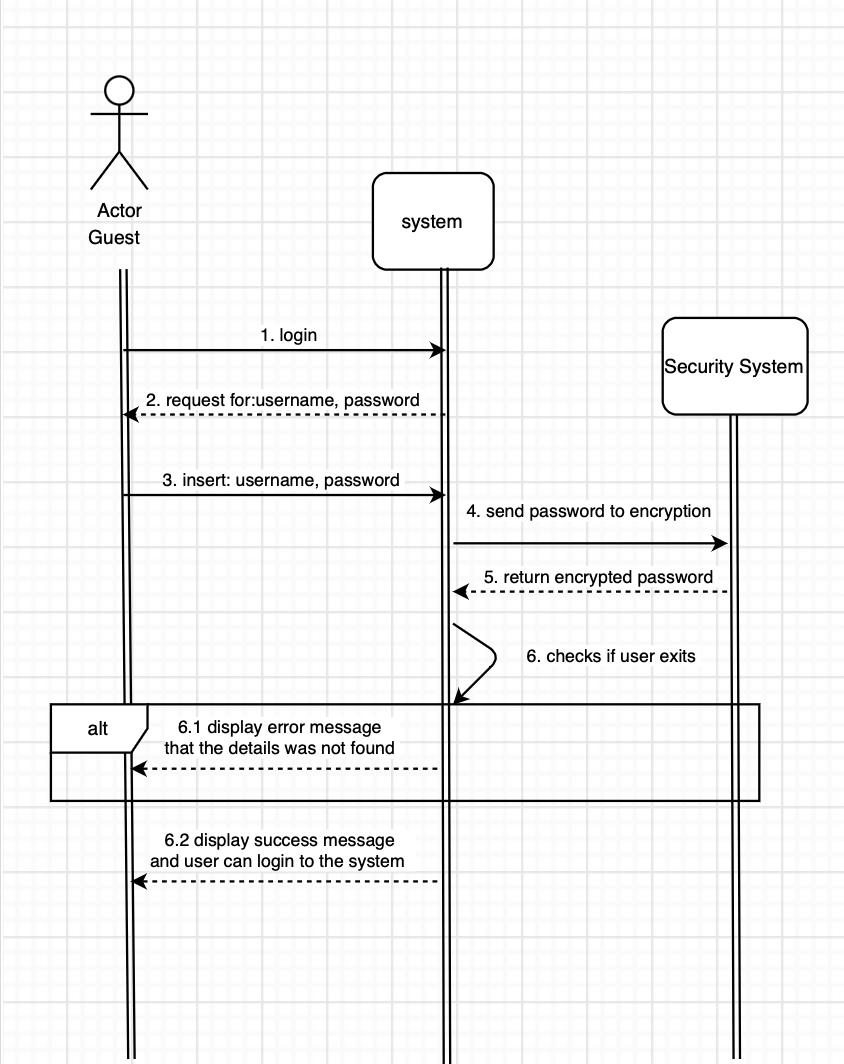 Actor
Guest
system
Security System
1. login
2. request for:username, password
3. insert: username, password
4. send password to encryption
5. return encrypted password
6. checks if user exits
alt
6.1 display error message
that the details was not found
6.2 display success message
and user can login to the system